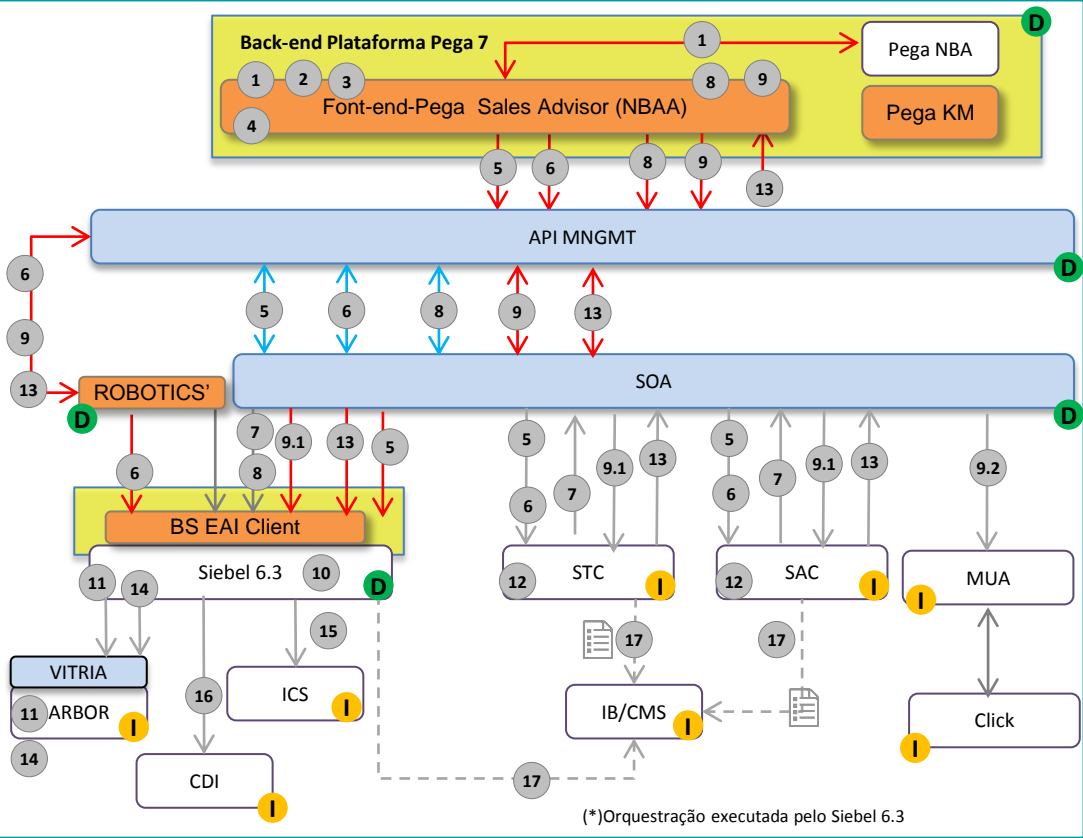 D
Back-end Plataforma Pega 7
1
Pega NBA
1
2
3
8
9
Font-end-Pega Sales Advisor (NBAA)
4
Pega KM
5
6
8
9
13
API MNGMT
D
6
9
13
5
6
8
9
13
ROBOTICS'
D
SOA
D
6
7
8
9.1
13
5
5
6
7
9.1
13
5
6
7
9.1
13
9.2
BS EAI Client
Siebel 6.3
10
D
11
14
12
STC
I
12
SAC
I
MUA
I
15
16
17
17
VITRIA
11
ARBOR
I
14
ICS
I
IB/CMS
I
Click
I
CDI
I
17
(*)Orquestração executada pelo Siebel 6.3